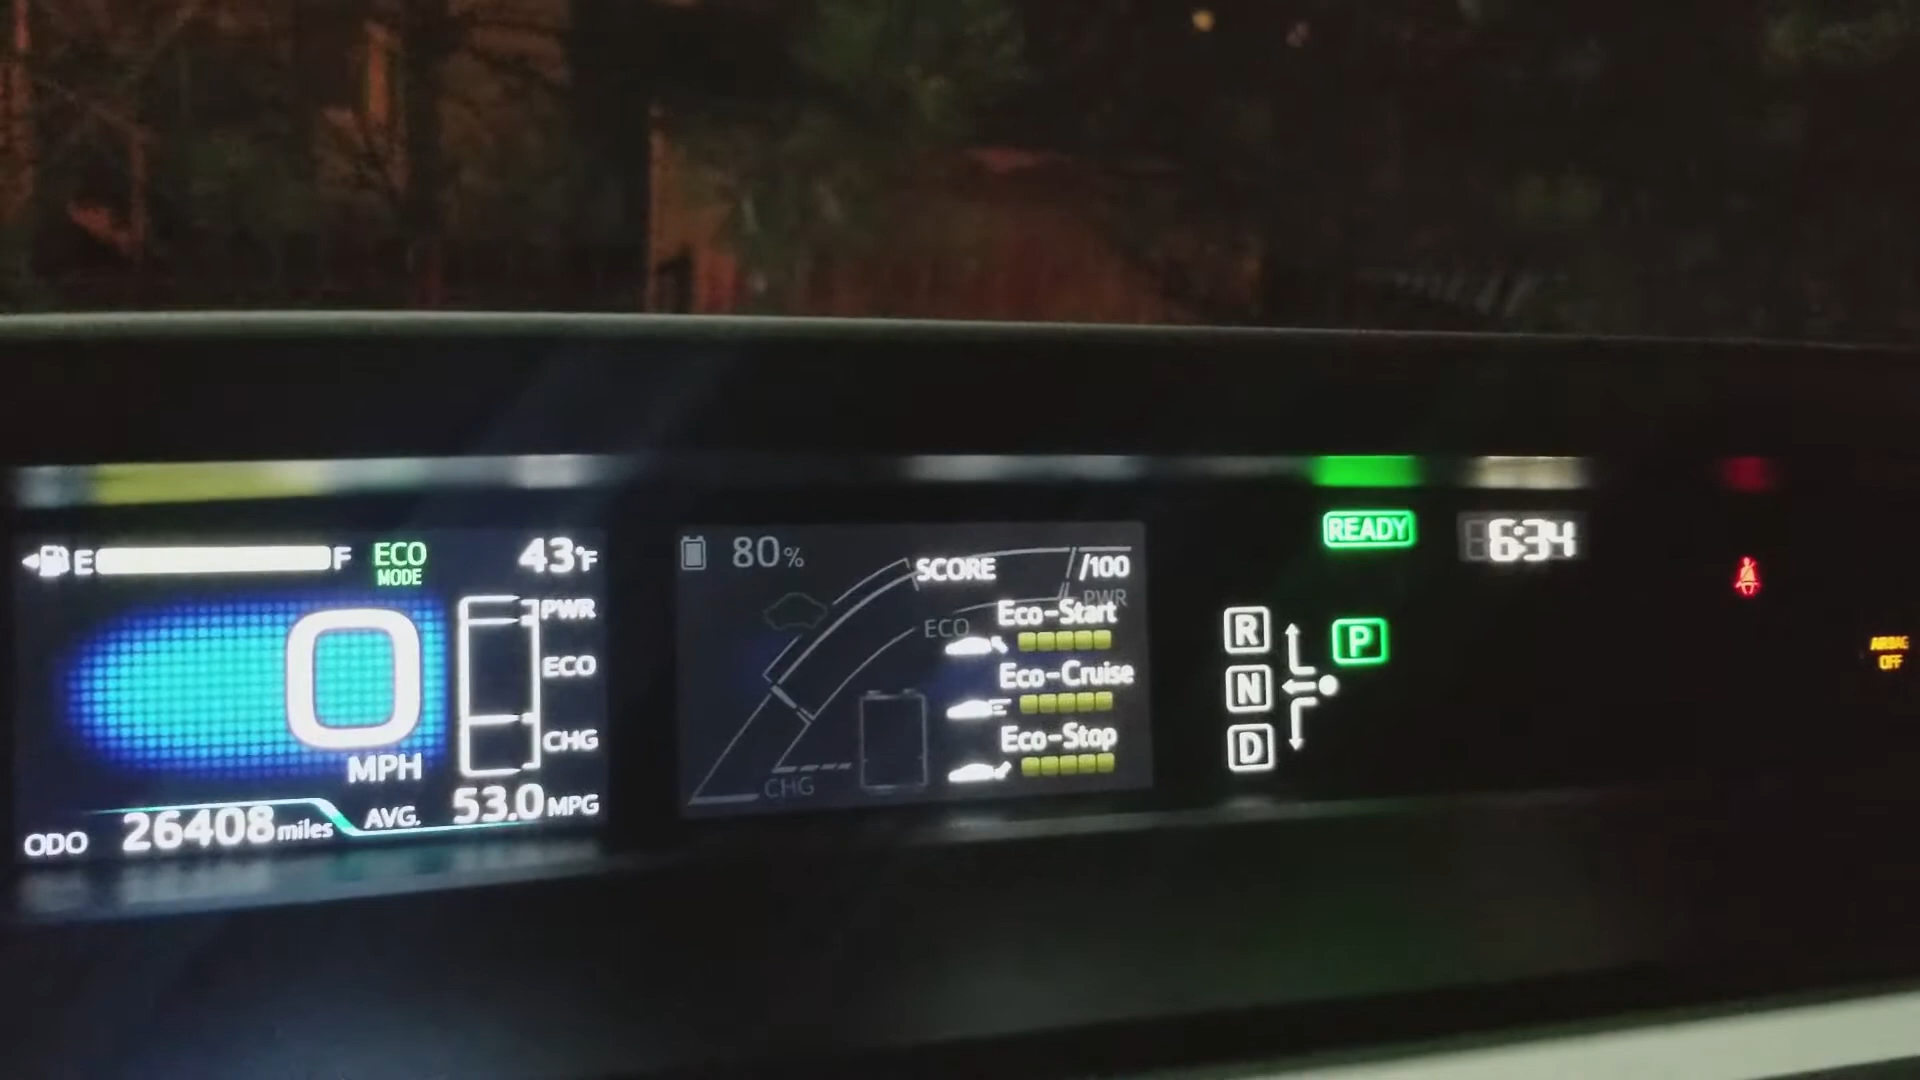 E F ECO MODE 43°F
PWR
0
ECO
MPH
CHG
ODO 26408 miles AVG. 53.0 MPG
80%
SCORE /100
PWR
Eco-Start
ECO
Eco-Cruise
Eco-Stop
CHG
READY 6:34
R
P
N
D
AIRBAG
OFF